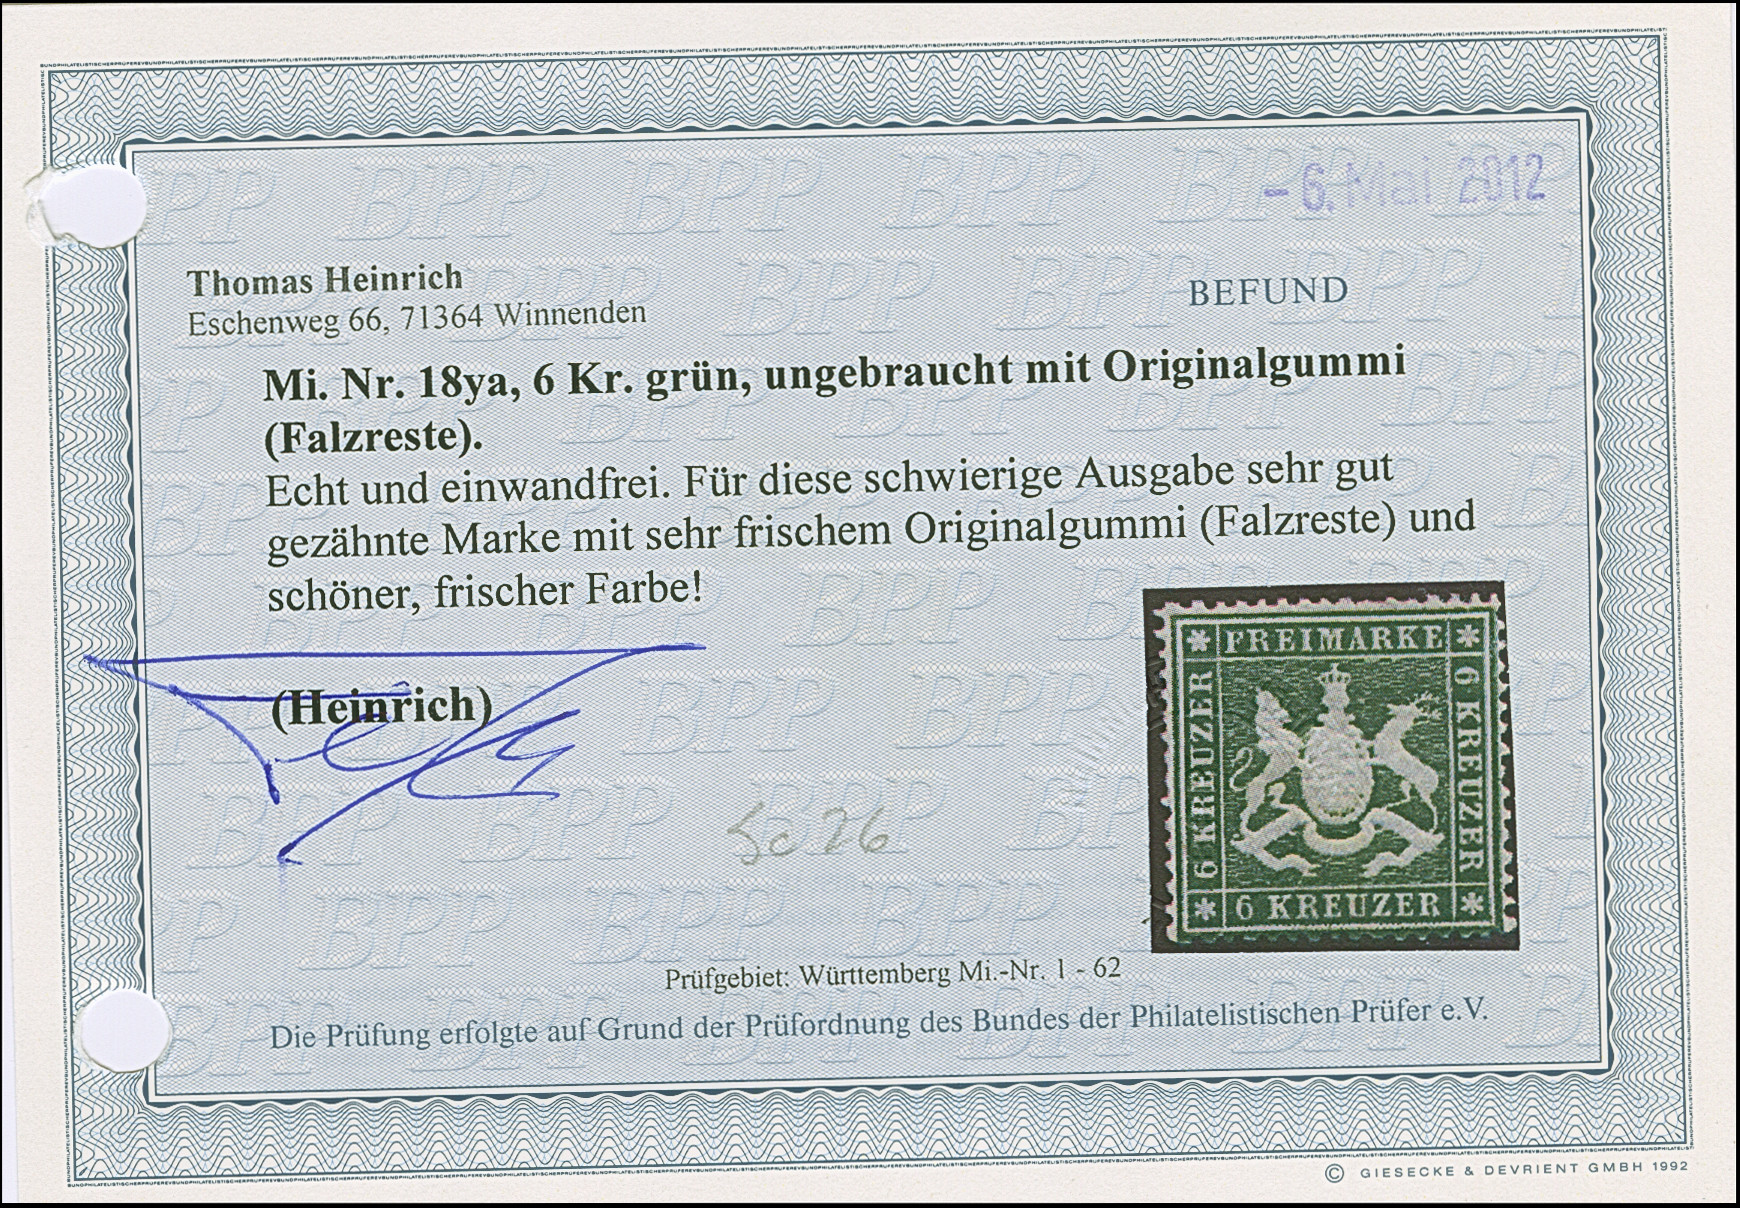 - 6. Mai 2012
Thomas Heinrich
Eschenweg 66, 71364 Winnenden
BEFUND
Mi. Nr. 18ya, 6 Kr. grün, ungebraucht mit Originalgummi
(Falzreste).
Echt und einwandfrei. Für diese schwierige Ausgabe sehr gut
gezähnte Marke mit sehr frischem Originalgummi (Falzreste) und
schöner, frischer Farbe!
(Heinrich)
Sc 26
FREIMARKE
6 KREUZER
6 KREUZER
6 KREUZER
Prüfgebiet: Württemberg Mi.-Nr. 1 - 62
Die Prüfung erfolgte auf Grund der Prüfordnung des Bundes der Philatelistischen Prüfer e.V.
© GIESECKE & DEVRIENT GMBH 1992